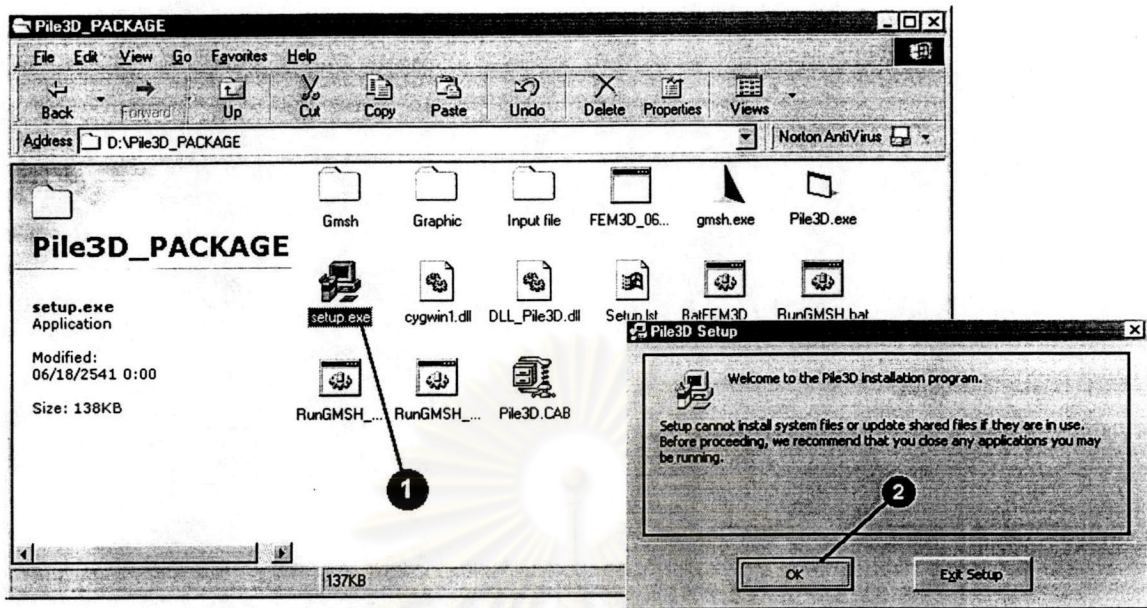 Pile3D_PACKAGE
File Edit View Go Favorites Help
Back Forward Up Cut Copy Paste Undo Delete Properties Views
Address D:\Pile3D_PACKAGE Norton AntiVirus
Pile3D_PACKAGE
setup.exe
Application
Modified:
06/18/2541 0:00
Size: 138KB
Gmsh Graphic Input file FEM3D_06... gmsh.exe Pile3D.exe
setup.exe cygwin1.dll DLL_Pile3D.dll Setup.lst BatFEM3D RunGMSH.bat
RunGMSH_... RunGMSH_... Pile3D.CAB
1
137KB
Pile3D Setup
Welcome to the Pile3D installation program.
Setup cannot install system files or update shared files if they are in use.
Before proceeding, we recommend that you close any applications you may
be running.
2
OK Exit Setup